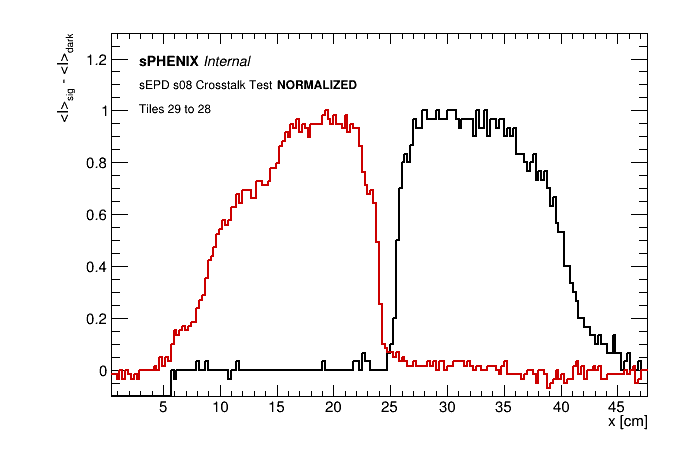 <I>sig - <I>dark
sPHENIX Internal
sEPD s08 Crosstalk Test NORMALIZED
Tiles 29 to 28
1.2
1
0.8
0.6
0.4
0.2
0
5 10 15 20 25 30 35 40 45
x [cm]